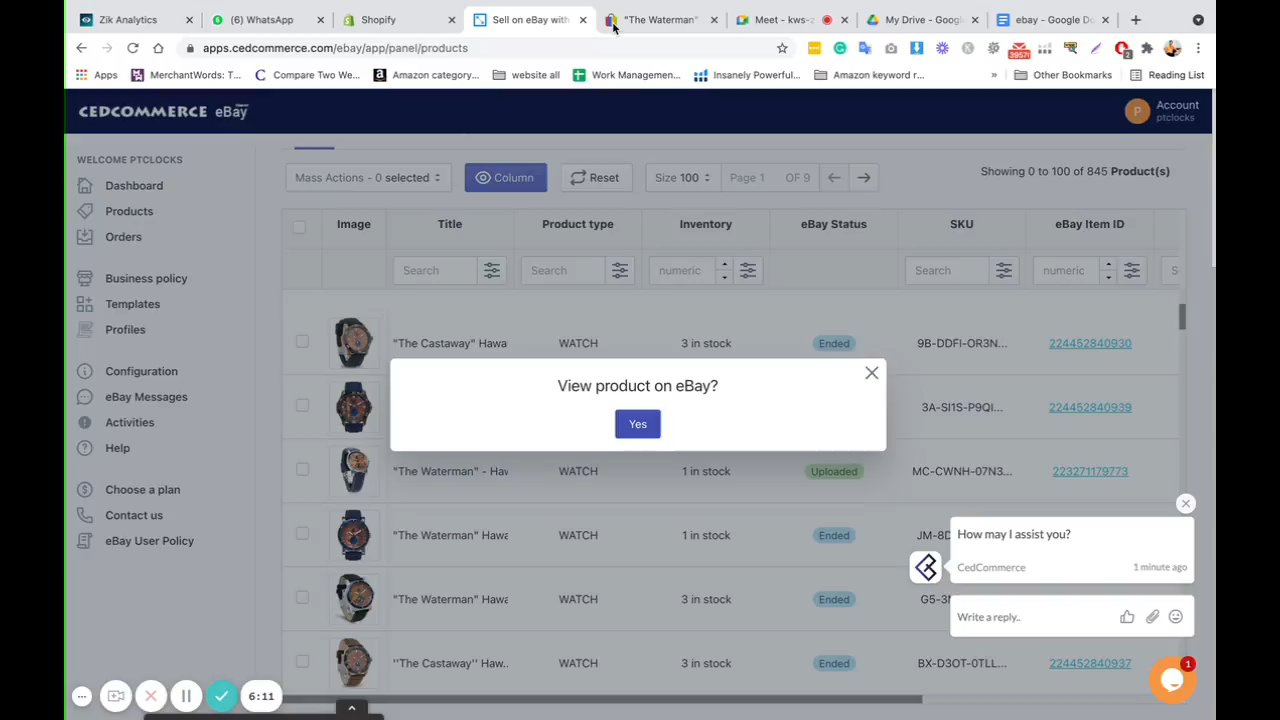 Zik Analytics
(6) WhatsApp
Shopify
Sell on eBay with
"The Waterman"
Meet - kws-z
My Drive - Google
ebay - Google Do
apps.cedcommerce.com/ebay/app/panel/products
3957(
2
Apps
MerchantWords: T...
Compare Two We...
Amazon category...
website all
Work Managemen...
Insanely Powerful...
Amazon keyword r...
»
Other Bookmarks
Reading List
CEDCOMMERCE eBay
P
Account
ptclocks
WELCOME PTCLOCKS
Dashboard
Products
Orders
Business policy
Templates
Profiles
Configuration
eBay Messages
Activities
Help
Choose a plan
Contact us
eBay User Policy
Mass Actions - 0 selected
Column
Reset
Size 100
Page 1 OF 9
Showing 0 to 100 of 845 Product(s)
Image Title Product type Inventory eBay Status SKU eBay Item ID
Search Search numeric Search numeric S
"The Castaway" Hawa WATCH 3 in stock Ended 9B-DDFI-OR3N... 224452840930
3A-SI1S-P9QI... 224452840939
"The Waterman" - Hav WATCH 1 in stock Uploaded MC-CWNH-07N3... 223271179773
"The Waterman" Hawa WATCH 1 in stock Ended JM-8D
"The Waterman" Hawa WATCH 3 in stock Ended G5-3
''The Castaway'' Haw.. WATCH 3 in stock Ended BX-D3OT-0TLL... 224452840937
View product on eBay?
Yes
How may I assist you?
CedCommerce 1 minute ago
Write a reply..
1
6:11